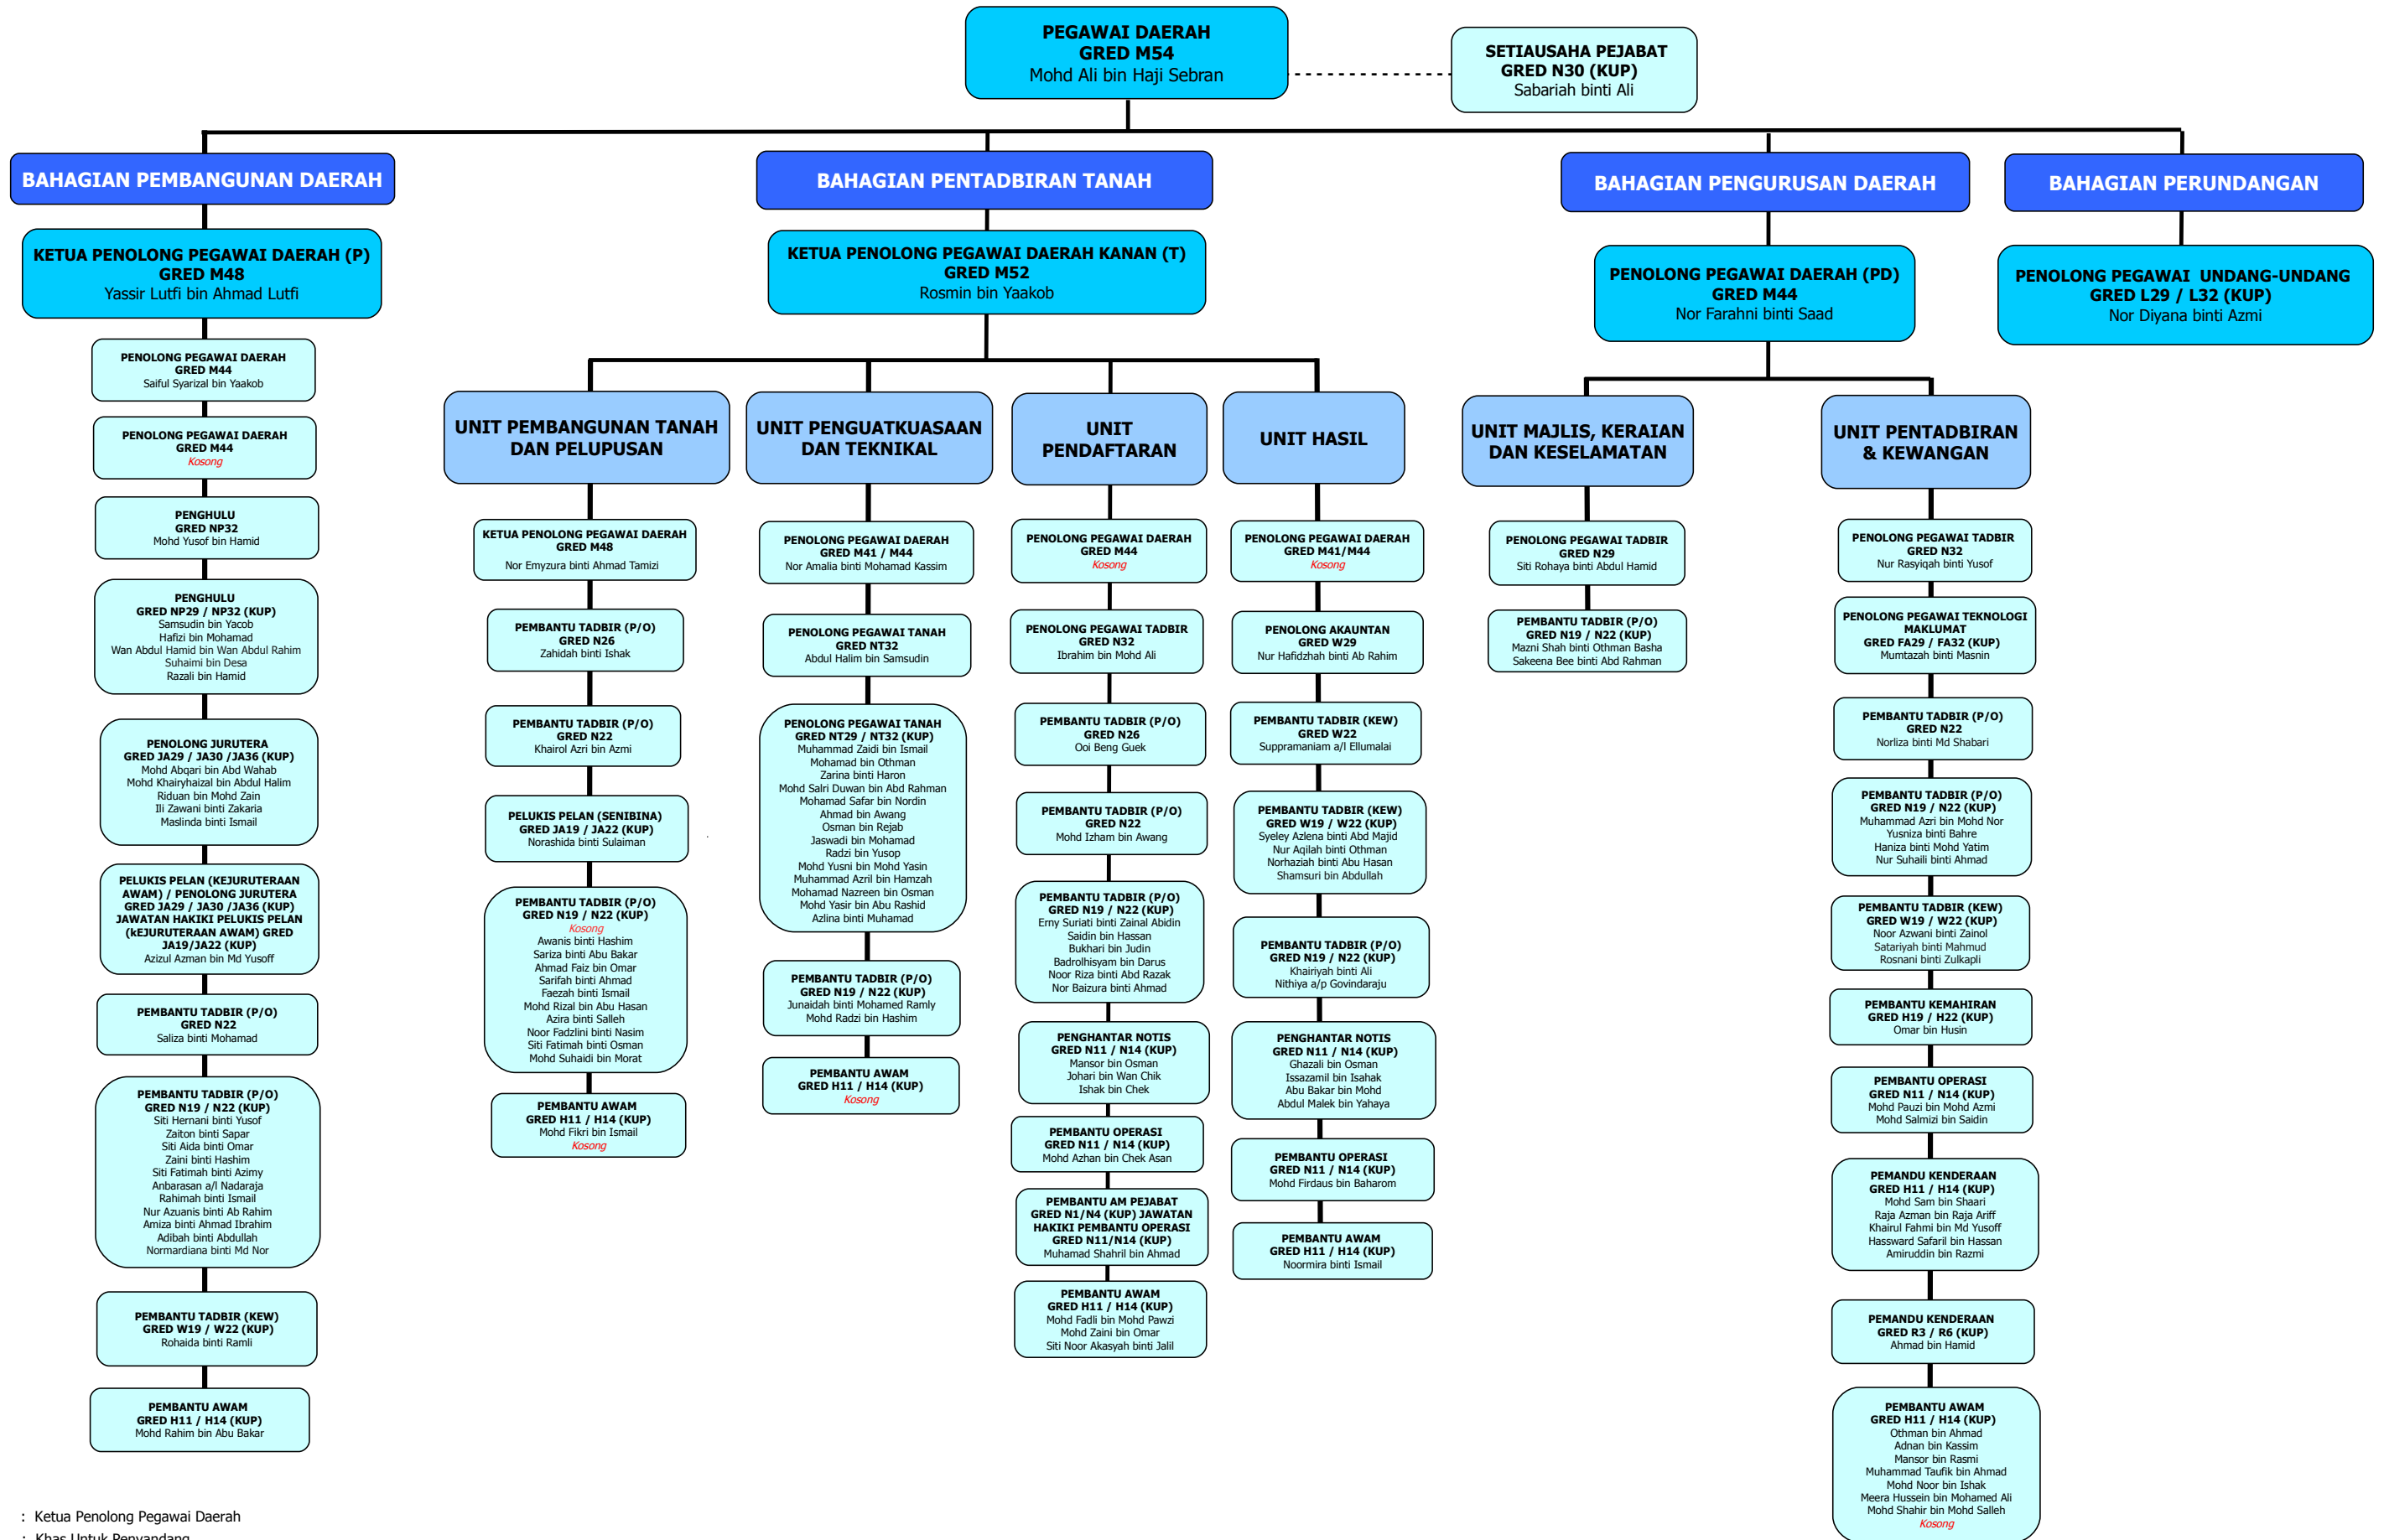 PEGAWAI DAERAH
GRED M54
Mohd Ali bin Haji Sebran
SETIAUSAHA PEJABAT
GRED N30 (KUP)
Sabariah binti Ali
BAHAGIAN PEMBANGUNAN DAERAH
KETUA PENOLONG PEGAWAI DAERAH (P)
GRED M48
Yassir Lutfi bin Ahmad Lutfi
PENOLONG PEGAWAI DAERAH
GRED M44
Saiful Syarizal bin Yaakob
PENOLONG PEGAWAI DAERAH
GRED M44
Kosong
PENGHULU
GRED NP32
Mohd Yusof bin Hamid
PENGHULU
GRED NP29 / NP32 (KUP)
Samsudin bin Yacob
Hafizi bin Mohamad
Wan Abdul Hamid bin Wan Abdul Rahim
Suhaimi bin Desa
Razali bin Hamid
PENOLONG JURUTERA
GRED JA29 / JA30 /JA36 (KUP)
Mohd Abqari bin Abd Wahab
Mohd Khairyhaizal bin Abdul Halim
Riduan bin Mohd Zain
Ili Zawani binti Zakaria
Maslinda binti Ismail
PELUKIS PELAN (KEJURUTERAAN
AWAM) / PENOLONG JURUTERA
GRED JA29 / JA30 /JA36 (KUP)
JAWATAN HAKIKI PELUKIS PELAN
(kEJURUTERAAN AWAM) GRED
JA19/JA22 (KUP)
Azizul Azman bin Md Yusoff
PEMBANTU TADBIR (P/O)
GRED N22
Saliza binti Mohamad
PEMBANTU TADBIR (P/O)
GRED N19 / N22 (KUP)
Siti Hernani binti Yusof
Zaiton binti Sapar
Siti Aida binti Omar
Zaini binti Hashim
Siti Fatimah binti Azimy
Anbarasan a/l Nadaraja
Rahimah binti Ismail
Nur Azuanis binti Ab Rahim
Amiza binti Ahmad Ibrahim
Adibah binti Abdullah
Normardiana binti Md Nor
PEMBANTU TADBIR (KEW)
GRED W19 / W22 (KUP)
Rohaida binti Ramli
PEMBANTU AWAM
GRED H11 / H14 (KUP)
Mohd Rahim bin Abu Bakar
BAHAGIAN PENTADBIRAN TANAH
KETUA PENOLONG PEGAWAI DAERAH KANAN (T)
GRED M52
Rosmin bin Yaakob
UNIT PEMBANGUNAN TANAH
DAN PELUPUSAN
KETUA PENOLONG PEGAWAI DAERAH
GRED M48
Nor Emyzura binti Ahmad Tamizi
PEMBANTU TADBIR (P/O)
GRED N26
Zahidah binti Ishak
PEMBANTU TADBIR (P/O)
GRED N22
Khairol Azri bin Azmi
PELUKIS PELAN (SENIBINA)
GRED JA19 / JA22 (KUP)
Norashida binti Sulaiman
PEMBANTU TADBIR (P/O)
GRED N19 / N22 (KUP)
Kosong
Awanis binti Hashim
Sariza binti Abu Bakar
Ahmad Faiz bin Omar
Sarifah binti Ahmad
Faezah binti Ismail
Mohd Rizal bin Abu Hasan
Azira binti Salleh
Noor Fadzlini binti Nasim
Siti Fatimah binti Osman
Mohd Suhaidi bin Morat
PEMBANTU AWAM
GRED H11 / H14 (KUP)
Mohd Fikri bin Ismail
Kosong
UNIT PENGUATKUASAAN
DAN TEKNIKAL
PENOLONG PEGAWAI DAERAH
GRED M41 / M44
Nor Amalia binti Mohamad Kassim
PENOLONG PEGAWAI TANAH
GRED NT32
Abdul Halim bin Samsudin
PENOLONG PEGAWAI TANAH
GRED NT29 / NT32 (KUP)
Muhammad Zaidi bin Ismail
Mohamad bin Othman
Zarina binti Haron
Mohd Salri Duwan bin Abd Rahman
Mohamad Safar bin Nordin
Ahmad bin Awang
Osman bin Rejab
Jaswadi bin Mohamad
Radzi bin Yusop
Mohd Yusni bin Mohd Yasin
Muhammad Azril bin Hamzah
Mohamad Nazreen bin Osman
Mohd Yasir bin Abu Rashid
Azlina binti Muhamad
PEMBANTU TADBIR (P/O)
GRED N19 / N22 (KUP)
Junaidah binti Mohamed Ramly
Mohd Radzi bin Hashim
PEMBANTU AWAM
GRED H11 / H14 (KUP)
Kosong
UNIT
PENDAFTARAN
PENOLONG PEGAWAI DAERAH
GRED M44
Kosong
PENOLONG PEGAWAI TADBIR
GRED N32
Ibrahim bin Mohd Ali
PEMBANTU TADBIR (P/O)
GRED N26
Ooi Beng Guek
PEMBANTU TADBIR (P/O)
GRED N22
Mohd Izham bin Awang
PEMBANTU TADBIR (P/O)
GRED N19 / N22 (KUP)
Erny Suriati binti Zainal Abidin
Saidin bin Hassan
Bukhari bin Judin
Badrolhisyam bin Darus
Noor Riza binti Abd Razak
Nor Baizura binti Ahmad
PENGHANTAR NOTIS
GRED N11 / N14 (KUP)
Mansor bin Osman
Johari bin Wan Chik
Ishak bin Chek
PEMBANTU OPERASI
GRED N11 / N14 (KUP)
Mohd Azhan bin Chek Asan
PEMBANTU AM PEJABAT
GRED N1/N4 (KUP) JAWATAN
HAKIKI PEMBANTU OPERASI
GRED N11/N14 (KUP)
Muhamad Shahril bin Ahmad
PEMBANTU AWAM
GRED H11 / H14 (KUP)
Mohd Fadli bin Mohd Pawzi
Mohd Zaini bin Omar
Siti Noor Akasyah binti Jalil
UNIT HASIL
PENOLONG PEGAWAI DAERAH
GRED M41/M44
Kosong
PENOLONG AKAUNTAN
GRED W29
Nur Hafidzhah binti Ab Rahim
PEMBANTU TADBIR (KEW)
GRED W22
Suppramaniam a/l Ellumalai
PEMBANTU TADBIR (KEW)
GRED W19 / W22 (KUP)
Syeley Azlena binti Abd Majid
Nur Aqilah binti Othman
Norhaziah binti Abu Hasan
Shamsuri bin Abdullah
PEMBANTU TADBIR (P/O)
GRED N19 / N22 (KUP)
Khairiyah binti Ali
Nithiya a/p Govindaraju
PENGHANTAR NOTIS
GRED N11 / N14 (KUP)
Ghazali bin Osman
Issazamil bin Isahak
Abu Bakar bin Mohd
Abdul Malek bin Yahaya
PEMBANTU OPERASI
GRED N11 / N14 (KUP)
Mohd Firdaus bin Baharom
PEMBANTU AWAM
GRED H11 / H14 (KUP)
Noormira binti Ismail
BAHAGIAN PENGURUSAN DAERAH
PENOLONG PEGAWAI DAERAH (PD)
GRED M44
Nor Farahni binti Saad
UNIT MAJLIS, KERAIAN
DAN KESELAMATAN
PENOLONG PEGAWAI TADBIR
GRED N29
Siti Rohaya binti Abdul Hamid
PEMBANTU TADBIR (P/O)
GRED N19 / N22 (KUP)
Mazni Shah binti Othman Basha
Sakeena Bee binti Abd Rahman
UNIT PENTADBIRAN
& KEWANGAN
PENOLONG PEGAWAI TADBIR
GRED N32
Nur Rasyiqah binti Yusof
PENOLONG PEGAWAI TEKNOLOGI
MAKLUMAT
GRED FA29 / FA32 (KUP)
Mumtazah binti Masnin
PEMBANTU TADBIR (P/O)
GRED N22
Norliza binti Md Shabari
PEMBANTU TADBIR (P/O)
GRED N19 / N22 (KUP)
Muhammad Azri bin Mohd Nor
Yusniza binti Bahre
Haniza binti Mohd Yatim
Nur Suhaili binti Ahmad
PEMBANTU TADBIR (KEW)
GRED W19 / W22 (KUP)
Noor Azwani binti Zainol
Satariyah binti Mahmud
Rosnani binti Zulkapli
PEMBANTU KEMAHIRAN
GRED H19 / H22 (KUP)
Omar bin Husin
PEMBANTU OPERASI
GRED N11 / N14 (KUP)
Mohd Pauzi bin Mohd Azmi
Mohd Salmizi bin Saidin
PEMANDU KENDERAAN
GRED H11 / H14 (KUP)
Mohd Sam bin Shaari
Raja Azman bin Raja Ariff
Khairul Fahmi bin Md Yusoff
Hassward Safaril bin Hassan
Amiruddin bin Razmi
PEMANDU KENDERAAN
GRED R3 / R6 (KUP)
Ahmad bin Hamid
PEMBANTU AWAM
GRED H11 / H14 (KUP)
Othman bin Ahmad
Adnan bin Kassim
Mansor bin Rasmi
Muhammad Taufik bin Ahmad
Mohd Noor bin Ishak
Meera Hussein bin Mohamed Ali
Mohd Shahir bin Mohd Salleh
Kosong
BAHAGIAN PERUNDANGAN
PENOLONG PEGAWAI UNDANG-UNDANG
GRED L29 / L32 (KUP)
Nor Diyana binti Azmi
: Ketua Penolong Pegawai Daerah
: Khas Untuk Penyandang